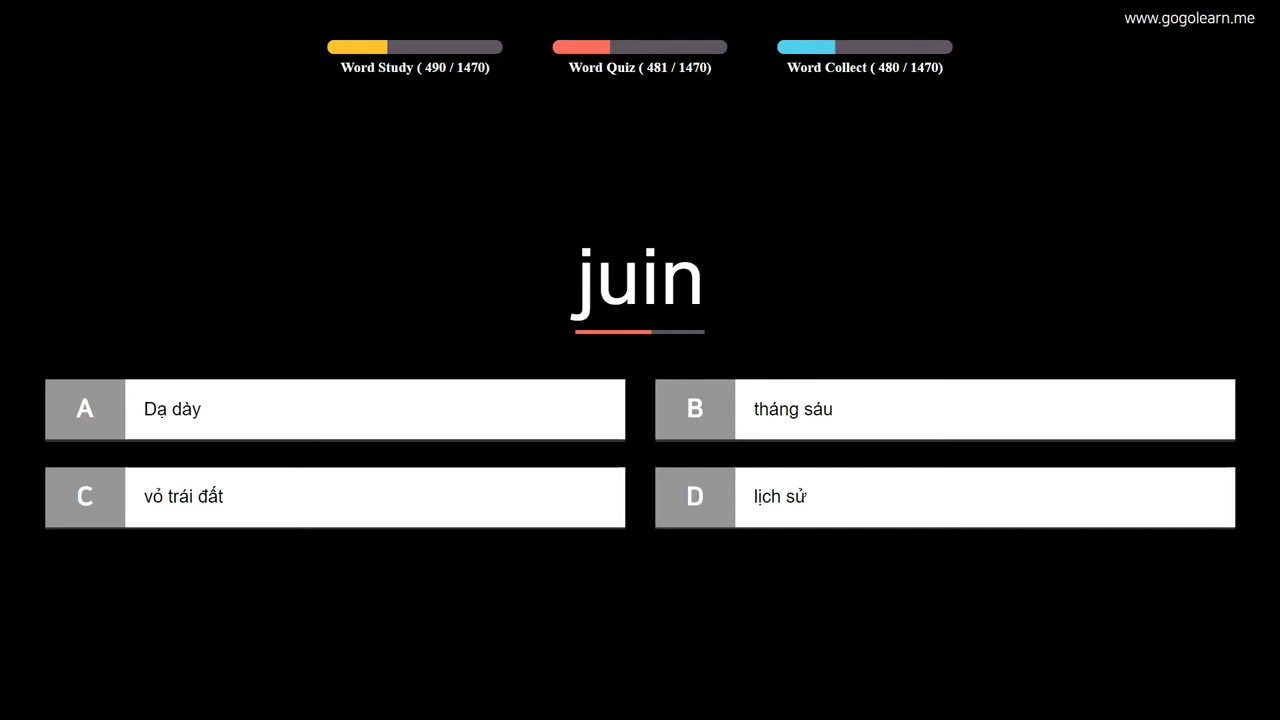 www.gogolearn.me
Word Study ( 490 / 1470)
Word Quiz ( 481 / 1470)
Word Collect ( 480 / 1470)
juin
A Dạ dày
B tháng sáu
C vỏ trái đất
D lịch sử